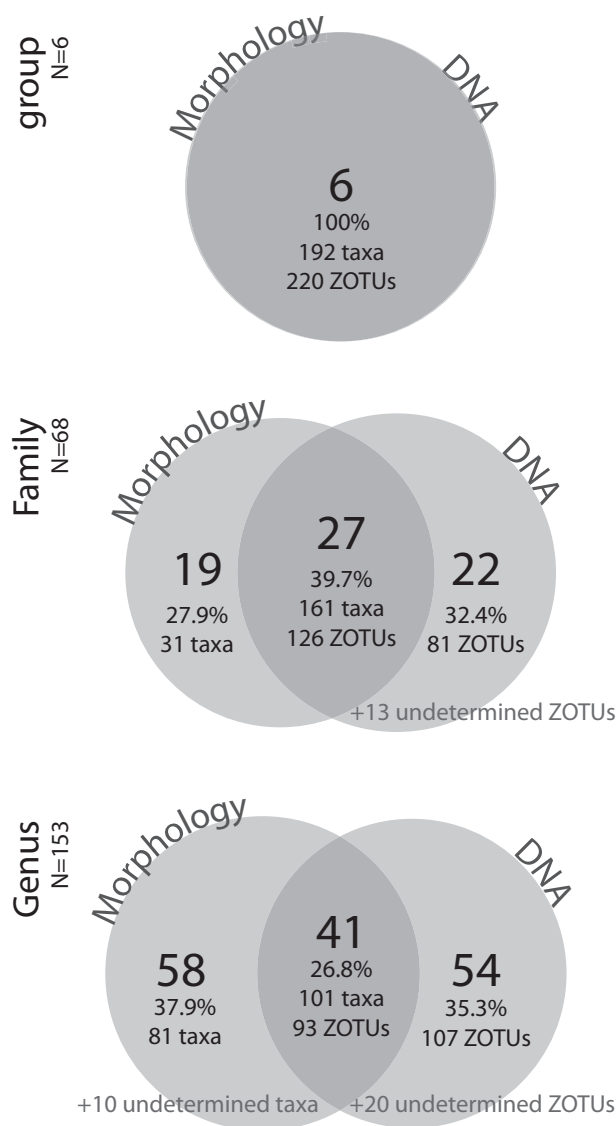 group
N=6
Morphology
DNA
6
100%
192 taxa
220 ZOTUs
Family
N=68
Morphology
DNA
19
27.9%
31 taxa
27
39.7%
161 taxa
126 ZOTUs
22
32.4%
81 ZOTUs
+13 undetermined ZOTUs
Genus
N=153
Morphology
DNA
58
37.9%
81 taxa
41
26.8%
101 taxa
93 ZOTUs
54
35.3%
107 ZOTUs
+10 undetermined taxa
+20 undetermined ZOTUs